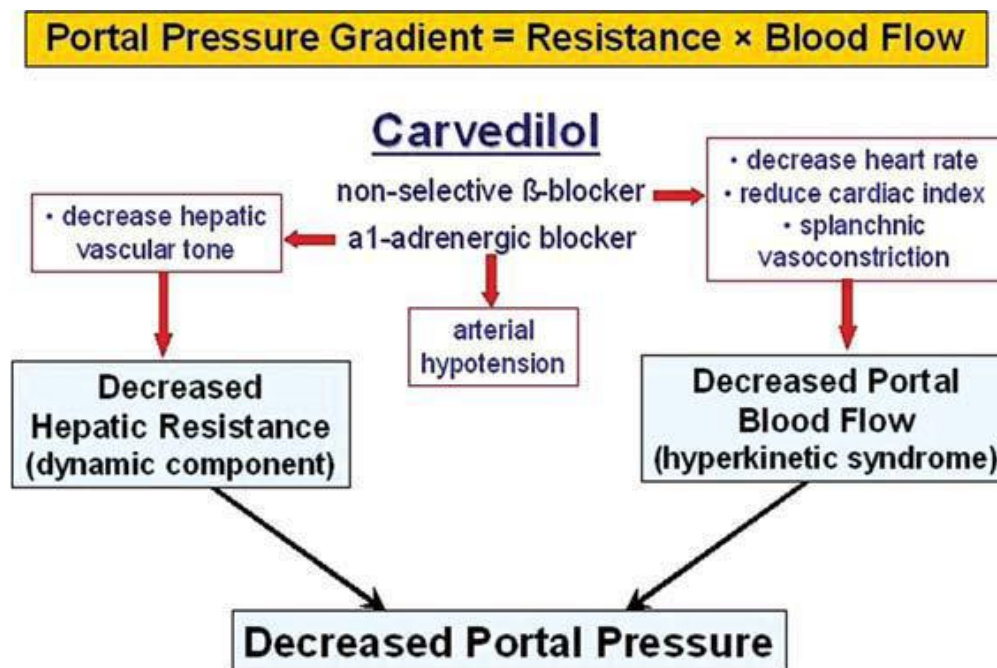 Portal Pressure Gradient = Resistance × Blood Flow
Carvedilol
non-selective ß-blocker
a1-adrenergic blocker
• decrease heart rate
• reduce cardiac index
• splanchnic
vasoconstriction
• decrease hepatic
vascular tone
arterial
hypotension
Decreased
Hepatic Resistance
(dynamic component)
Decreased Portal
Blood Flow
(hyperkinetic syndrome)
Decreased Portal Pressure